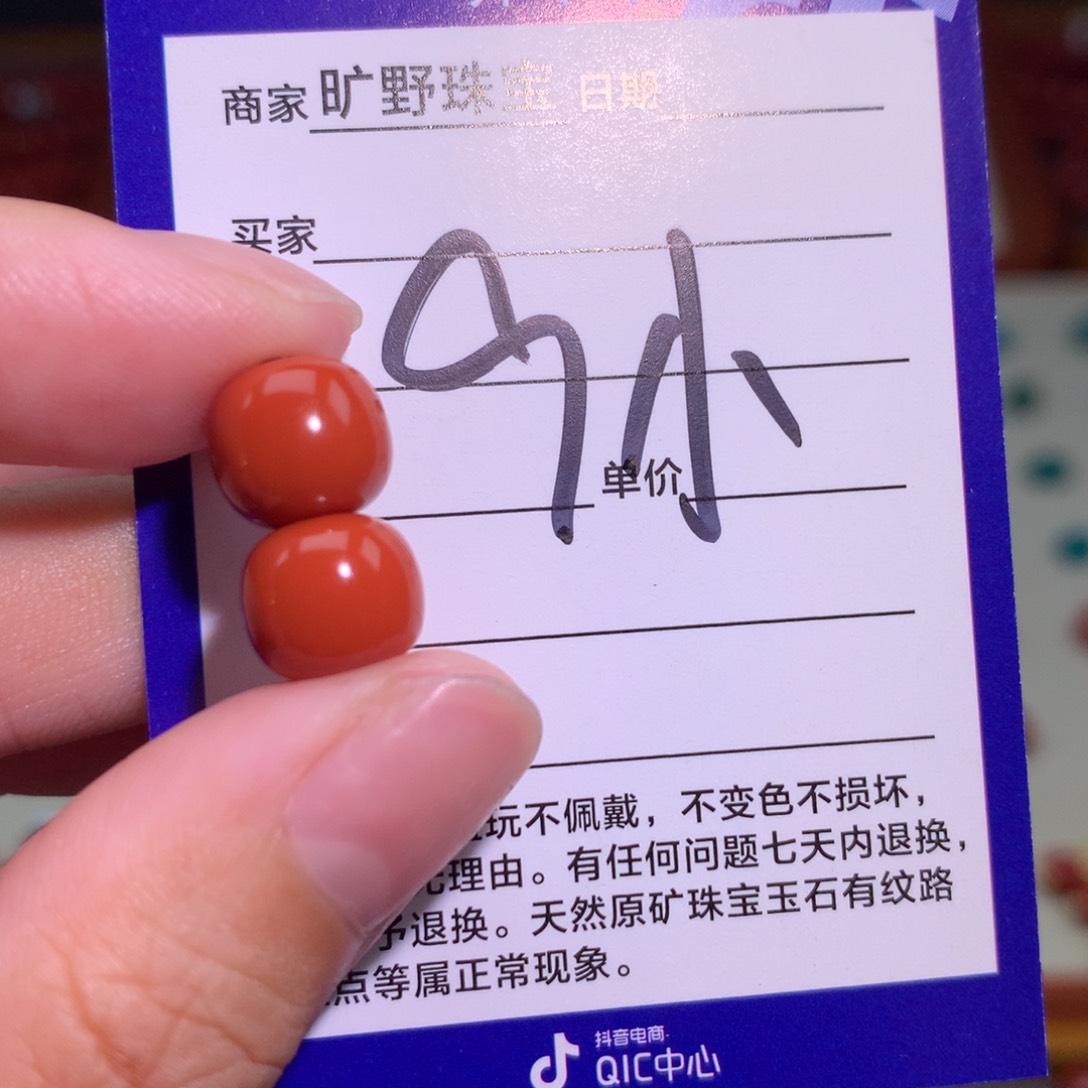 商家旷野珠宝 日期
买家
单价
玩不佩戴，不变色不损坏，
理由。有任何问题七天内退换，
予退换。天然原矿珠宝玉石有纹路
点等属正常现象。
抖音电商
QIC中心